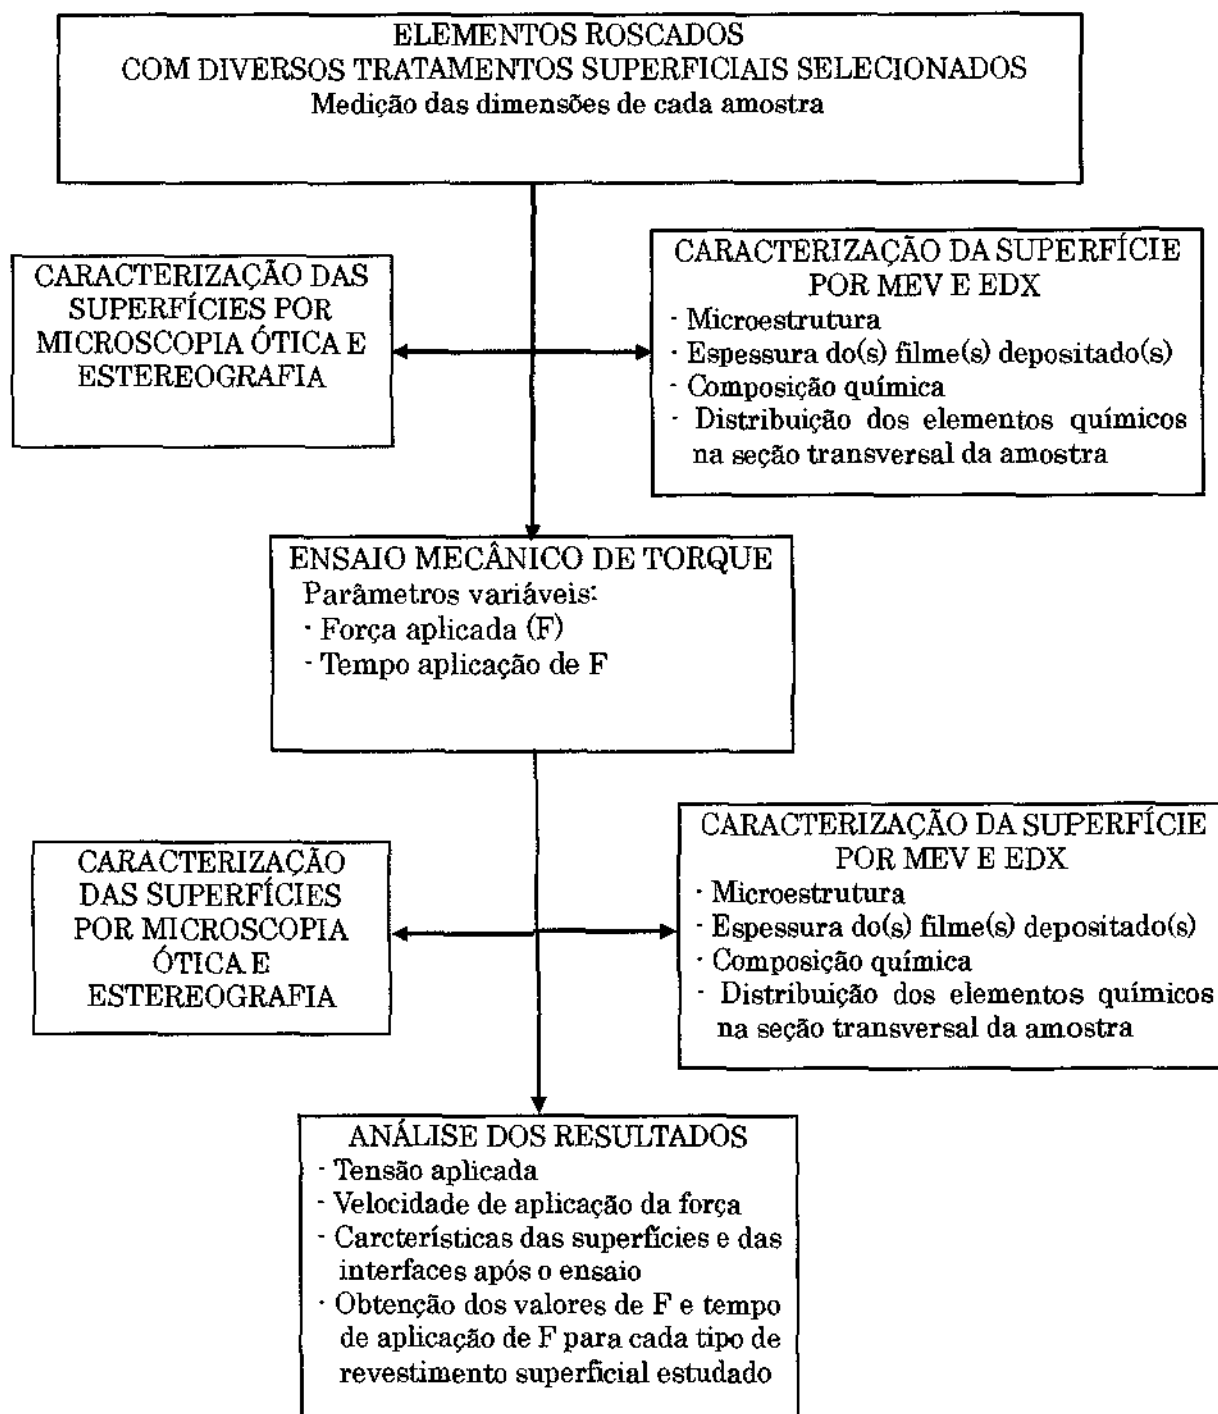 ELEMENTOS ROSCADOS
COM DIVERSOS TRATAMENTOS SUPERFICIAIS SELECIONADOS
Medição das dimensões de cada amostra
CARACTERIZAÇÃO DAS
SUPERFÍCIES POR
MICROSCOPIA ÓTICA E
ESTEREOGRAFIA
CARACTERIZAÇÃO DA SUPERFÍCIE
POR MEV E EDX
- Microestrutura
- Espessura do(s) filme(s) depositado(s)
- Composição química
- Distribuição dos elementos químicos
na seção transversal da amostra
ENSAIO MECÂNICO DE TORQUE
Parâmetros variáveis:
- Força aplicada (F)
- Tempo aplicação de F
CARACTERIZAÇÃO
DAS SUPERFÍCIES
POR MICROSCOPIA
ÓTICA E
ESTEREOGRAFIA
CARACTERIZAÇÃO DA SUPERFÍCIE
POR MEV E EDX
- Microestrutura
- Espessura do(s) filme(s) depositado(s)
- Composição química
- Distribuição dos elementos químicos
na seção transversal da amostra
ANÁLISE DOS RESULTADOS
- Tensão aplicada
- Velocidade de aplicação da força
- Carcterísticas das superfícies e das
interfaces após o ensaio
- Obtenção dos valores de F e tempo
de aplicação de F para cada tipo de
revestimento superficial estudado